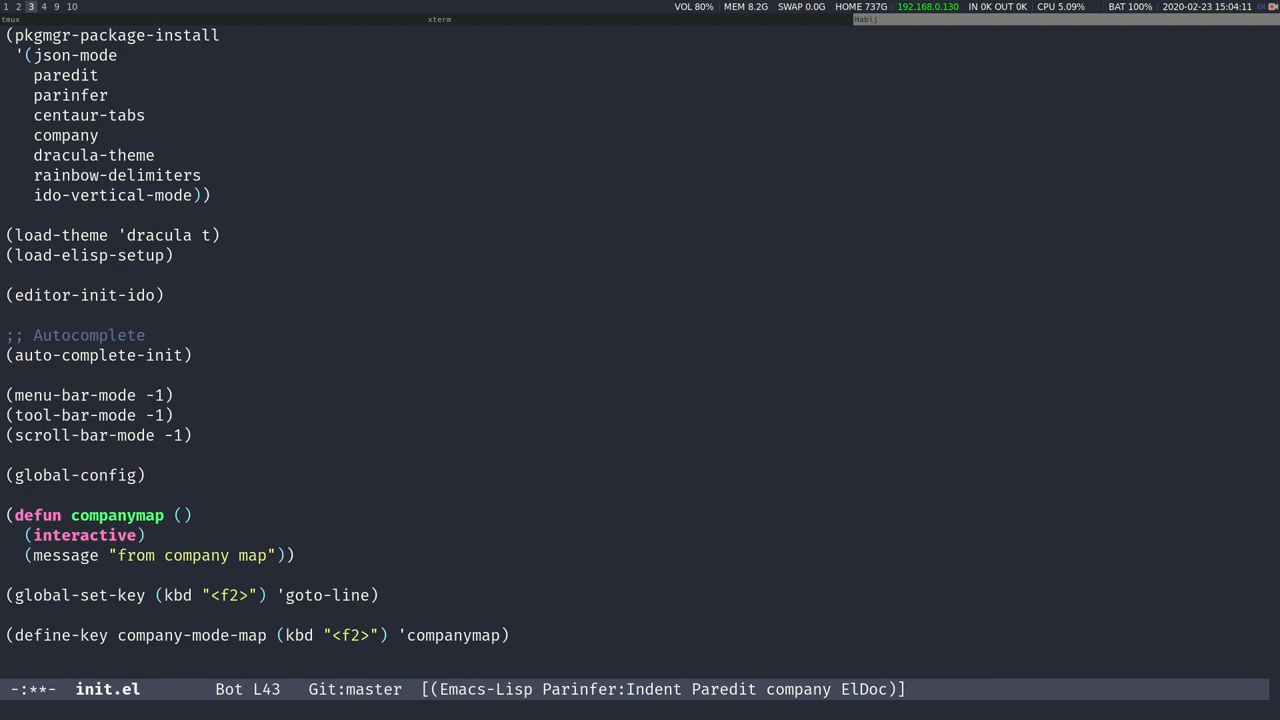 1 2 3 4 9 10 VOL 80% MEM 8.2G SWAP 0.0G HOME 737G 192.168.0.130 IN 0K OUT 0K CPU 5.09% BAT 100% 2020-02-23 15:04:11
tmux xterm Hablj
(pkgmgr-package-install
 '(json-mode
   paredit
   parinfer
   centaur-tabs
   company
   dracula-theme
   rainbow-delimiters
   ido-vertical-mode))
(load-theme 'dracula t)
(load-elisp-setup)
(editor-init-ido)
;; Autocomplete
(auto-complete-init)
(menu-bar-mode -1)
(tool-bar-mode -1)
(scroll-bar-mode -1)
(global-config)
(defun companymap ()
  (interactive)
  (message "from company map"))
(global-set-key (kbd "<f2>") 'goto-line)
(define-key company-mode-map (kbd "<f2>") 'companymap)
-:**- init.el Bot L43 Git:master [(Emacs-Lisp Parinfer:Indent Paredit company ElDoc)]